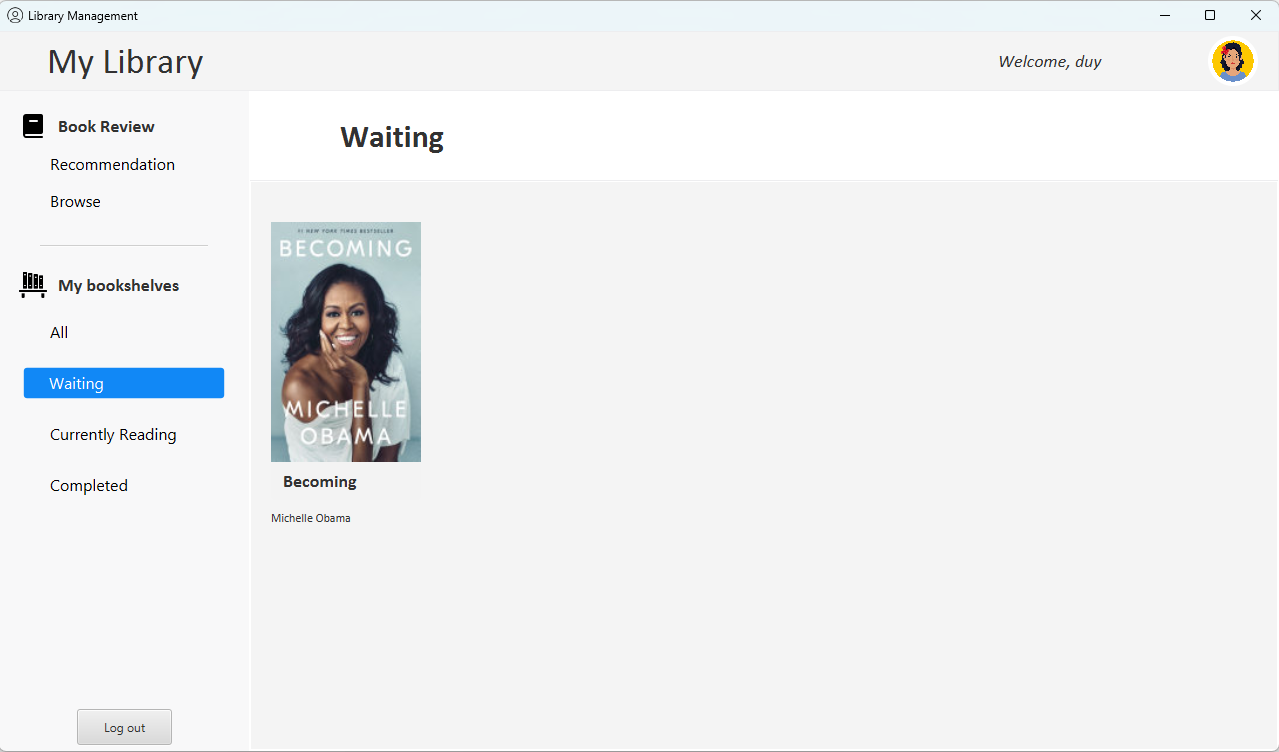 Library Management
My Library
Welcome, duy
Book Review
Recommendation
Browse
My bookshelves
All
Waiting
Currently Reading
Completed
Log out
Waiting
#1 NEW YORK TIMES BESTSELLER
BECOMING
MICHELLE
OBAMA
Becoming
Michelle Obama